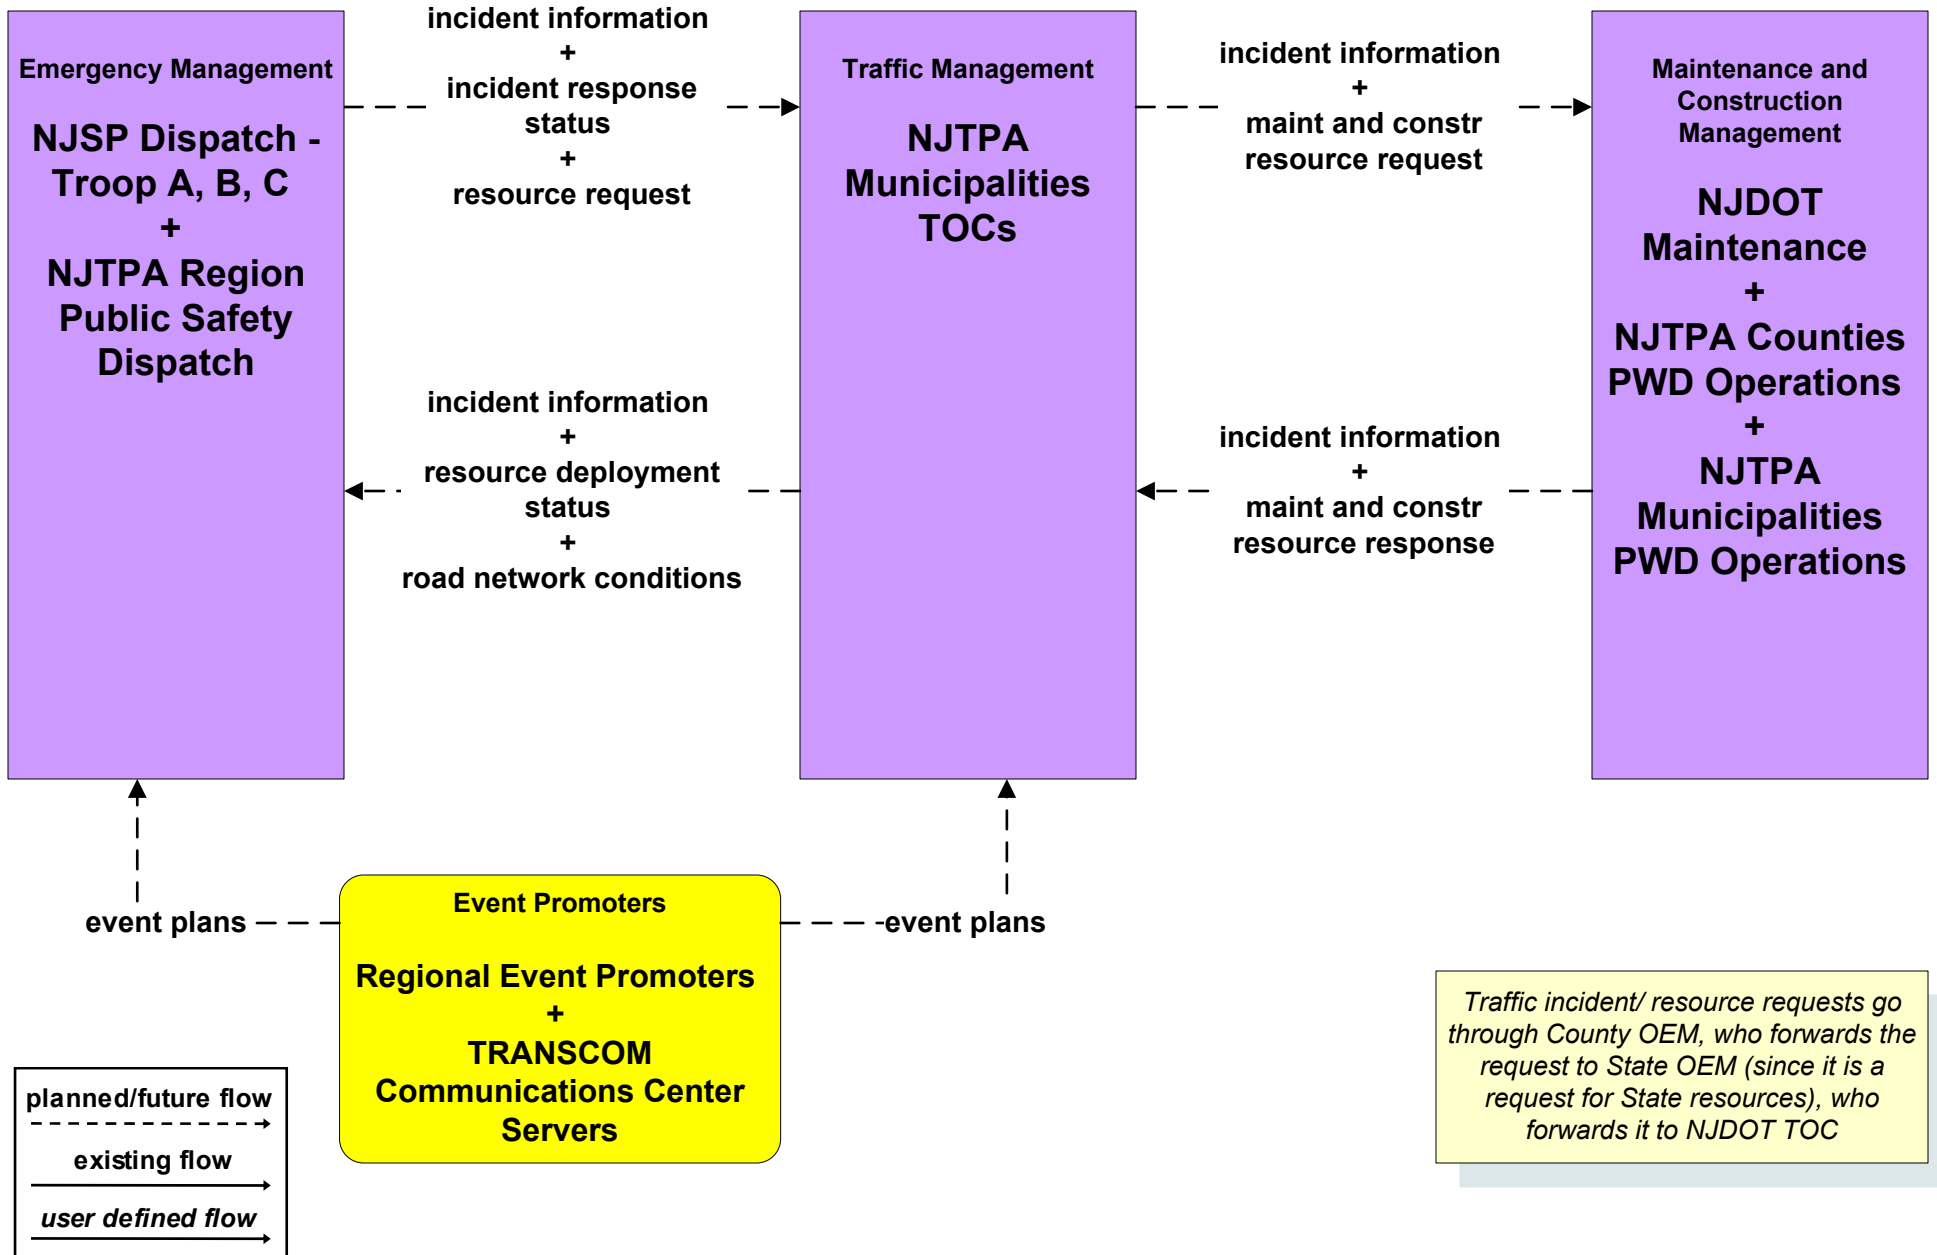 Emergency Management
NJSP Dispatch -
Troop A, B, C
+
NJTPA Region
Public Safety
Dispatch
incident information
+
incident response
status
+
resource request
incident information
+
resource deployment
status
+
road network conditions
Traffic Management
NJTPA
Municipalities
TOCs
incident information
+
maint and constr
resource request
incident information
+
maint and constr
resource response
Maintenance and
Construction
Management
NJDOT
Maintenance
+
NJTPA Counties
PWD Operations
+
NJTPA
Municipalities
PWD Operations
event plans
Event Promoters
Regional Event Promoters
+
TRANSCOM
Communications Center
Servers
event plans
Traffic incident/ resource requests go
through County OEM, who forwards the
request to State OEM (since it is a
request for State resources), who
forwards it to NJDOT TOC
planned/future flow
existing flow
user defined flow